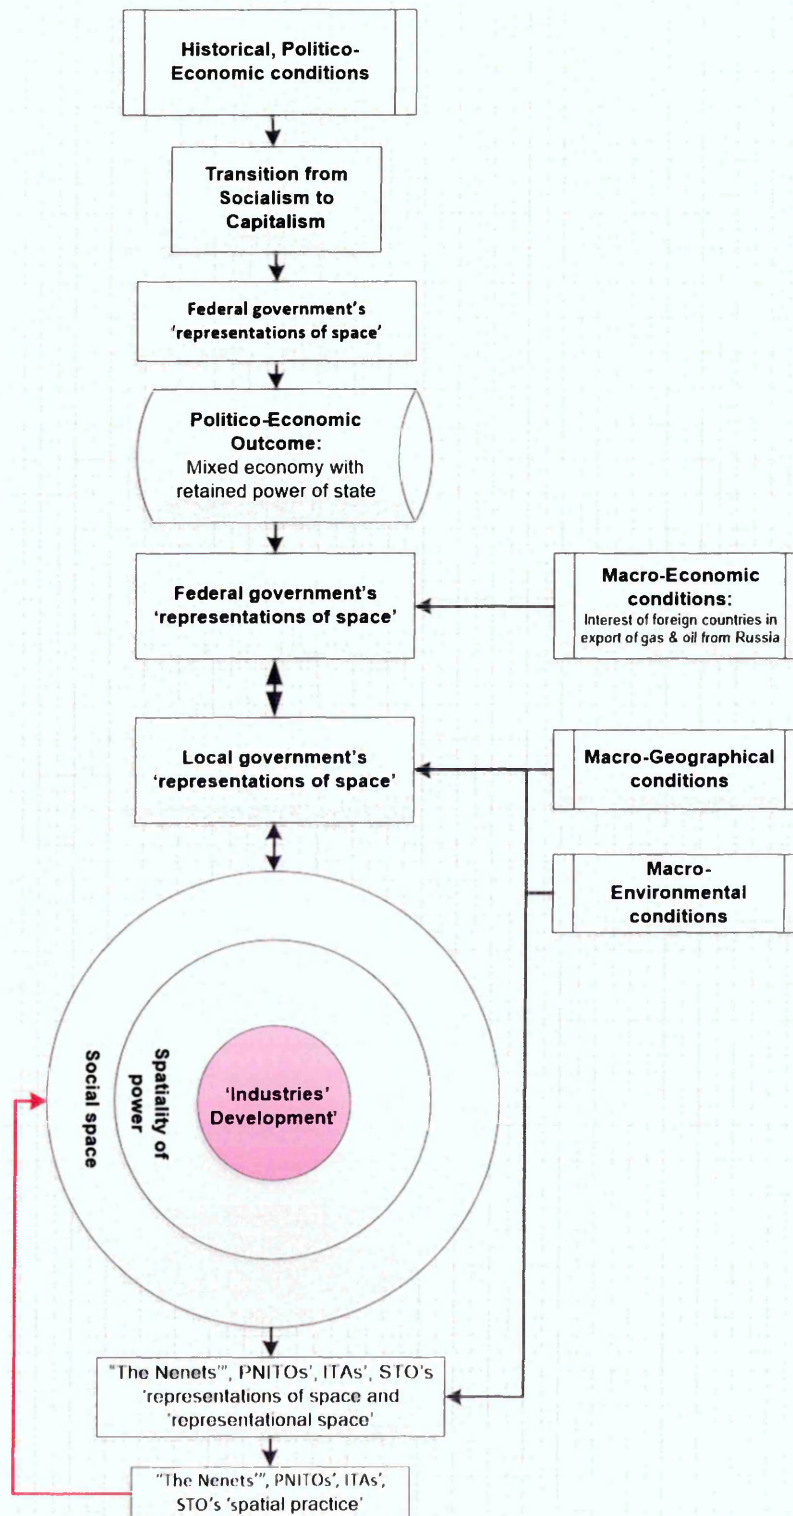 Historical, Politico-
Economic conditions
Transition from
Socialism to
Capitalism
Federal government's
'representations of space'
Politico-Economic
Outcome:
Mixed economy with
retained power of state
Federal government's
'representations of space'
Macro-Economic
conditions:
Interest of foreign countries in
export of gas & oil from Russia
Local government's
'representations of space'
Macro-Geographical
conditions
Macro-
Environmental
conditions
Social space
Spatiality of
power
'Industries'
Development'
"The Nenets'", PNITOs', ITAs', STO's
'representations of space and
'representational space'
"The Nenets'", PNITOs', ITAs',
STO's 'spatial practice'